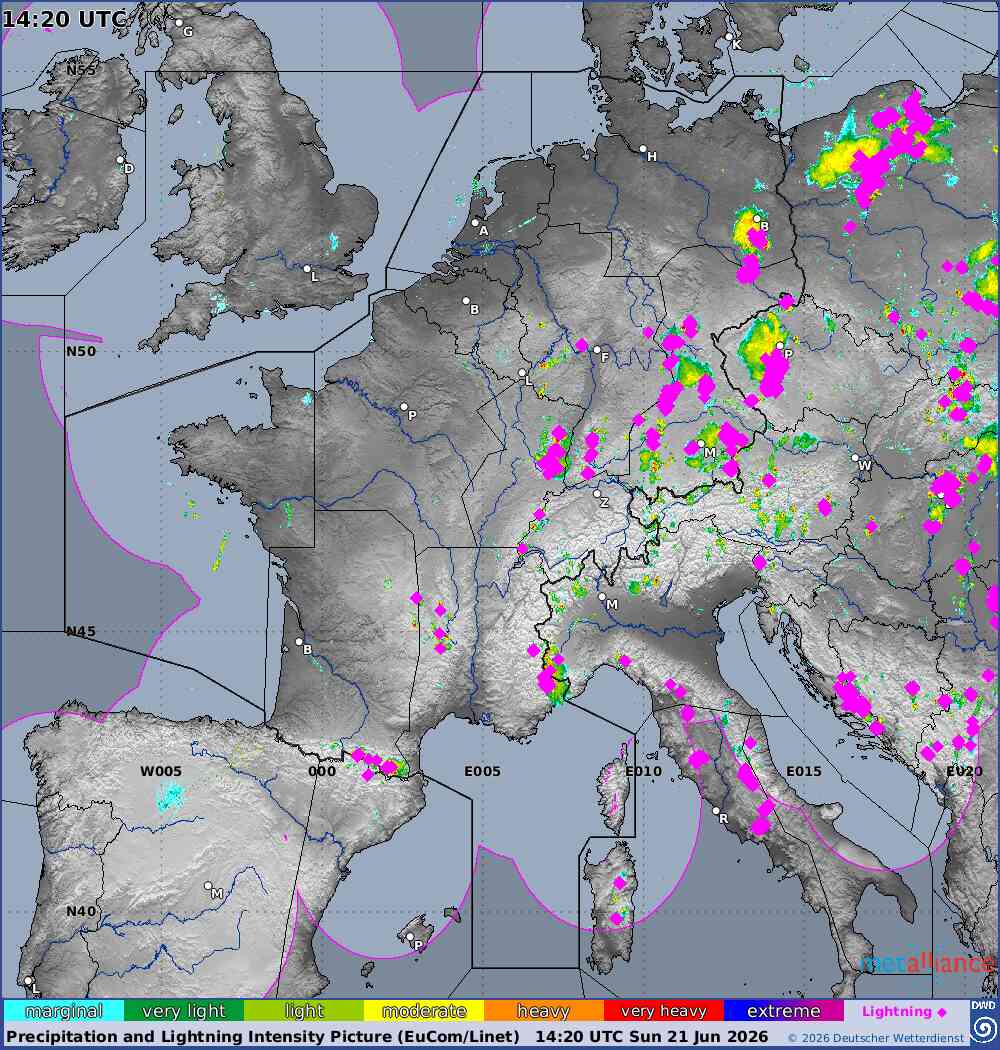 14:20 UTC
G
K
N55
H
D
A
B
L
B
N50
F
P
L
P
M
W
Z
M
N45
B
W005
000
E005
E010
E015
E020
R
M
N40
P
L
metalliance
marginal very light light moderate heavy very heavy extreme Lightning
DWD
Precipitation and Lightning Intensity Picture (EuCom/Linet) 14:20 UTC Sun 21 Jun 2026 © 2026 Deutscher Wetterdienst